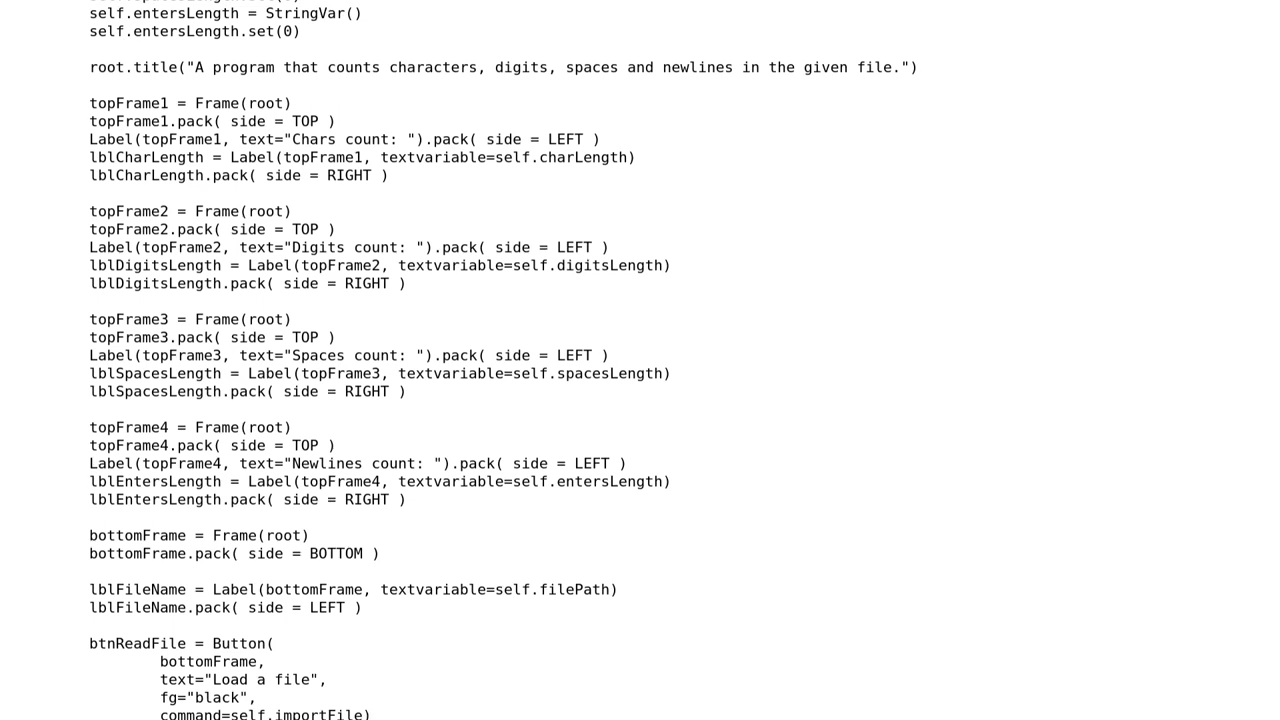 self.entersLength = StringVar()
self.entersLength.set(0)
root.title("A program that counts characters, digits, spaces and newlines in the given file.")
topFrame1 = Frame(root)
topFrame1.pack( side = TOP )
Label(topFrame1, text="Chars count: ").pack( side = LEFT )
lblCharLength = Label(topFrame1, textvariable=self.charLength)
lblCharLength.pack( side = RIGHT )
topFrame2 = Frame(root)
topFrame2.pack( side = TOP )
Label(topFrame2, text="Digits count: ").pack( side = LEFT )
lblDigitsLength = Label(topFrame2, textvariable=self.digitsLength)
lblDigitsLength.pack( side = RIGHT )
topFrame3 = Frame(root)
topFrame3.pack( side = TOP )
Label(topFrame3, text="Spaces count: ").pack( side = LEFT )
lblSpacesLength = Label(topFrame3, textvariable=self.spacesLength)
lblSpacesLength.pack( side = RIGHT )
topFrame4 = Frame(root)
topFrame4.pack( side = TOP )
Label(topFrame4, text="Newlines count: ").pack( side = LEFT )
lblEntersLength = Label(topFrame4, textvariable=self.entersLength)
lblEntersLength.pack( side = RIGHT )
bottomFrame = Frame(root)
bottomFrame.pack( side = BOTTOM )
lblFileName = Label(bottomFrame, textvariable=self.filePath)
lblFileName.pack( side = LEFT )
btnReadFile = Button(
bottomFrame,
text="Load a file",
fg="black",
command=self.importFile)